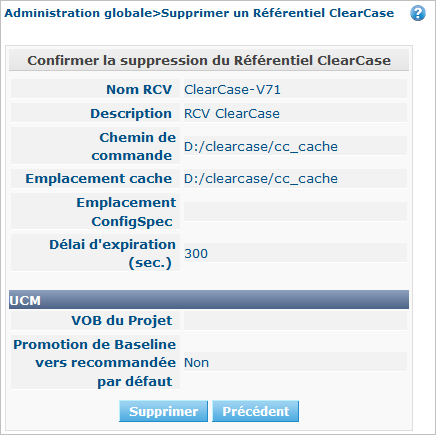 Administration globale>Supprimer un Référentiel ClearCase
?
Confirmer la suppression du Référentiel ClearCase
Nom RCV ClearCase-V71
Description RCV ClearCase
Chemin de
commande D:/clearcase/cc_cache
Emplacement cache D:/clearcase/cc_cache
Emplacement
ConfigSpec
Délai d'expiration
(sec.) 300
UCM
VOB du Projet
Promotion de Baseline
vers recommandée Non
par défaut
Supprimer Précédent